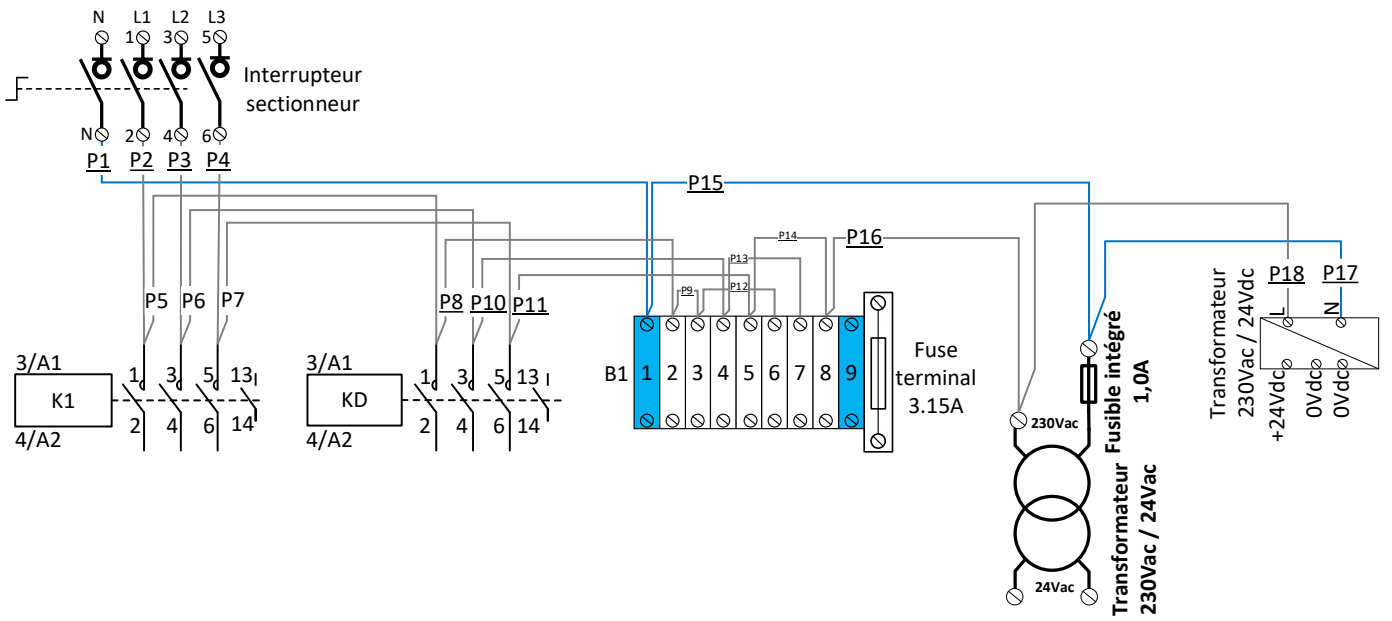 N L1 L2 L3
1 3 5
Interrupteur
sectionneur
N 2 4 6
P1 P2 P3 P4
P15
P14 P16
P13
P9 P12
P5 P6 P7
P8 P10 P11
P18 P17
L N
3/A1
K1
4/A2
1 3 5 13
2 4 6 14
3/A1
KD
4/A2
1 3 5 13
2 4 6 14
B1 1 2 3 4 5 6 7 8 9
Fuse
terminal
3.15A
Fusible intégré
1,0A
230Vac
24Vac
Transformateur
230Vac / 24Vac
Transformateur
230Vac / 24Vdc
+24Vdc
0Vdc
0Vdc